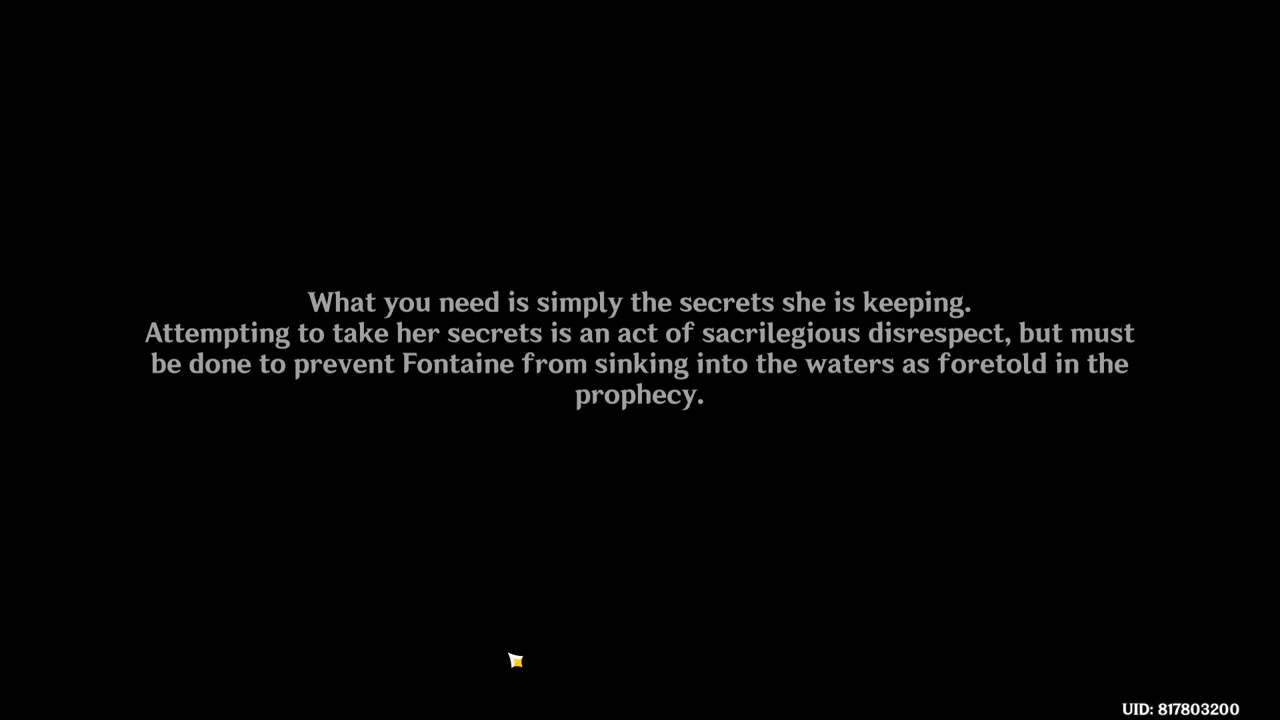 What you need is simply the secrets she is keeping.
Attempting to take her secrets is an act of sacrilegious disrespect, but must
be done to prevent Fontaine from sinking into the waters as foretold in the
prophecy.
UID: 817803200